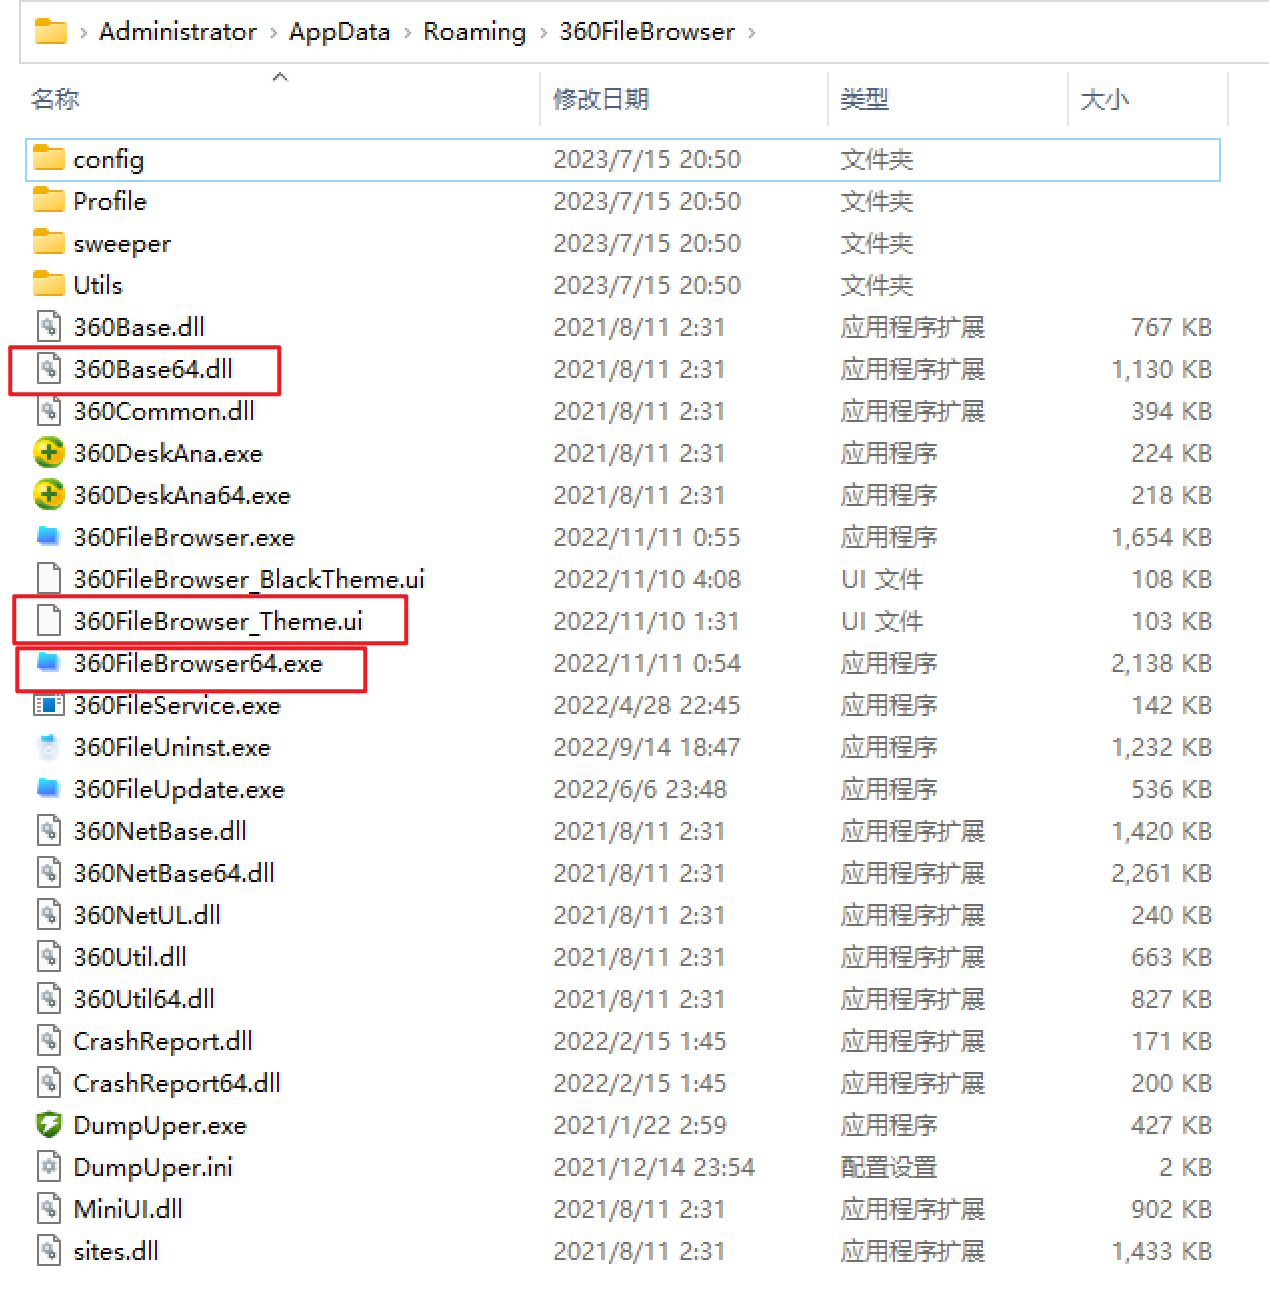 Administrator › AppData › Roaming › 360FileBrowser ›
名称 修改日期 类型 大小
config 2023/7/15 20:50 文件夹
Profile 2023/7/15 20:50 文件夹
sweeper 2023/7/15 20:50 文件夹
Utils 2023/7/15 20:50 文件夹
360Base.dll 2021/8/11 2:31 应用程序扩展 767 KB
360Base64.dll 2021/8/11 2:31 应用程序扩展 1,130 KB
360Common.dll 2021/8/11 2:31 应用程序扩展 394 KB
360DeskAna.exe 2021/8/11 2:31 应用程序 224 KB
360DeskAna64.exe 2021/8/11 2:31 应用程序 218 KB
360FileBrowser.exe 2022/11/11 0:55 应用程序 1,654 KB
360FileBrowser_BlackTheme.ui 2022/11/10 4:08 UI 文件 108 KB
360FileBrowser_Theme.ui 2022/11/10 1:31 UI 文件 103 KB
360FileBrowser64.exe 2022/11/11 0:54 应用程序 2,138 KB
360FileService.exe 2022/4/28 22:45 应用程序 142 KB
360FileUninst.exe 2022/9/14 18:47 应用程序 1,232 KB
360FileUpdate.exe 2022/6/6 23:48 应用程序 536 KB
360NetBase.dll 2021/8/11 2:31 应用程序扩展 1,420 KB
360NetBase64.dll 2021/8/11 2:31 应用程序扩展 2,261 KB
360NetUL.dll 2021/8/11 2:31 应用程序扩展 240 KB
360Util.dll 2021/8/11 2:31 应用程序扩展 663 KB
360Util64.dll 2021/8/11 2:31 应用程序扩展 827 KB
CrashReport.dll 2022/2/15 1:45 应用程序扩展 171 KB
CrashReport64.dll 2022/2/15 1:45 应用程序扩展 200 KB
DumpUper.exe 2021/1/22 2:59 应用程序 427 KB
DumpUper.ini 2021/12/14 23:54 配置设置 2 KB
MiniUI.dll 2021/8/11 2:31 应用程序扩展 902 KB
sites.dll 2021/8/11 2:31 应用程序扩展 1,433 KB